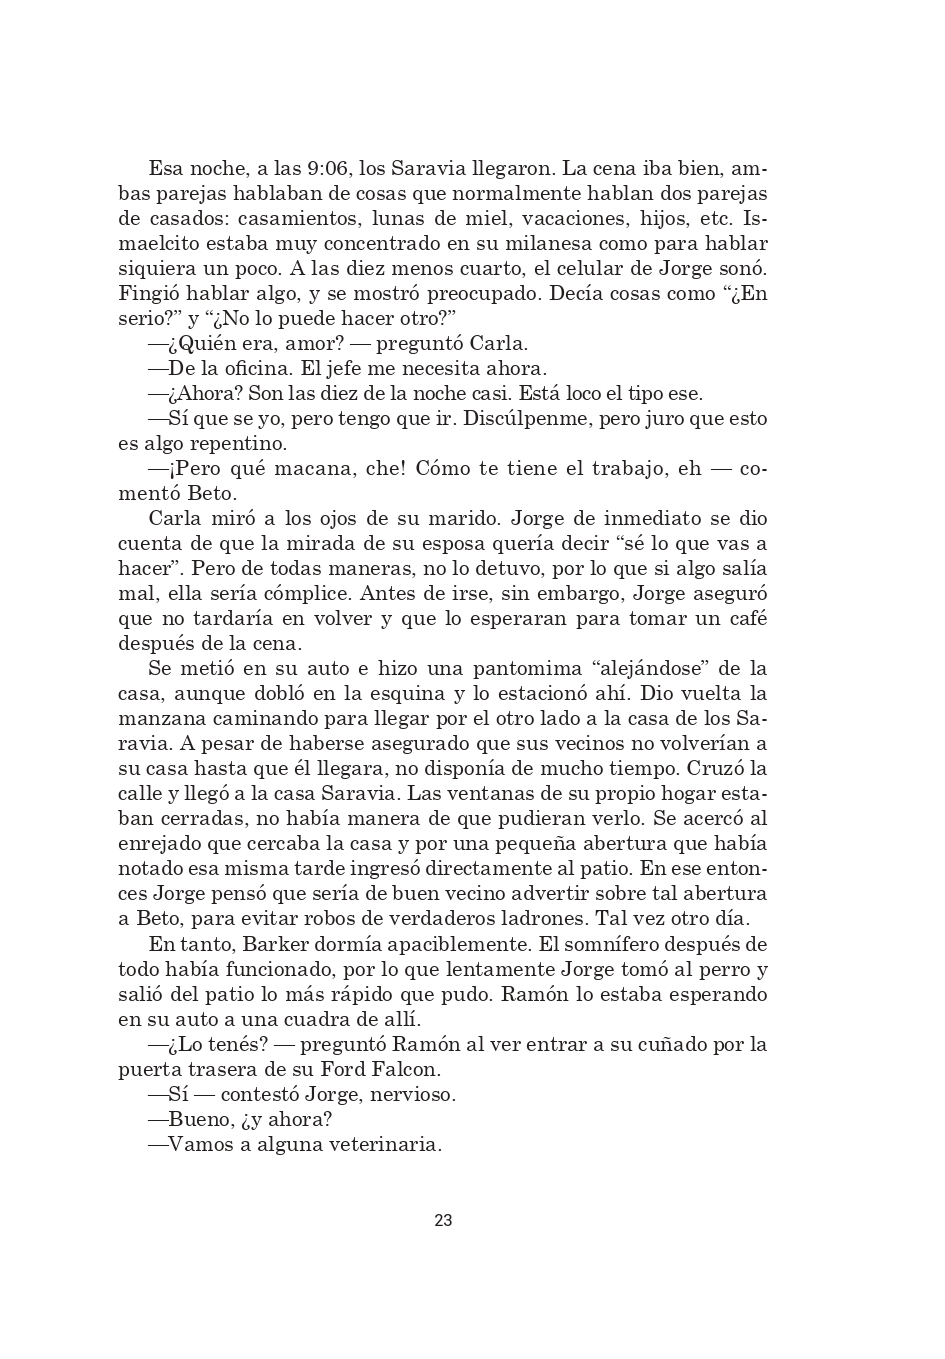 Esa noche, a las 9:06, los Saravia llegaron. La cena iba bien, am-
bas parejas hablaban de cosas que normalmente hablan dos parejas
de casados: casamientos, lunas de miel, vacaciones, hijos, etc. Is-
maelcito estaba muy concentrado en su milanesa como para hablar
siquiera un poco. A las diez menos cuarto, el celular de Jorge sonó.
Fingió hablar algo, y se mostró preocupado. Decía cosas como “¿En
serio?” y “¿No lo puede hacer otro?”
—¿Quién era, amor? — preguntó Carla.
—De la oficina. El jefe me necesita ahora.
—¿Ahora? Son las diez de la noche casi. Está loco el tipo ese.
—Sí que se yo, pero tengo que ir. Discúlpenme, pero juro que esto
es algo repentino.
—¡Pero qué macana, che! Cómo te tiene el trabajo, eh — co-
mentó Beto.
Carla miró a los ojos de su marido. Jorge de inmediato se dio
cuenta de que la mirada de su esposa quería decir “sé lo que vas a
hacer”. Pero de todas maneras, no lo detuvo, por lo que si algo salía
mal, ella sería cómplice. Antes de irse, sin embargo, Jorge aseguró
que no tardaría en volver y que lo esperaran para tomar un café
después de la cena.
Se metió en su auto e hizo una pantomima “alejándose” de la
casa, aunque dobló en la esquina y lo estacionó ahí. Dio vuelta la
manzana caminando para llegar por el otro lado a la casa de los Sa-
ravia. A pesar de haberse asegurado que sus vecinos no volverían a
su casa hasta que él llegara, no disponía de mucho tiempo. Cruzó la
calle y llegó a la casa Saravia. Las ventanas de su propio hogar esta-
ban cerradas, no había manera de que pudieran verlo. Se acercó al
enrejado que cercaba la casa y por una pequeña abertura que había
notado esa misma tarde ingresó directamente al patio. En ese enton-
ces Jorge pensó que sería de buen vecino advertir sobre tal abertura
a Beto, para evitar robos de verdaderos ladrones. Tal vez otro día.
En tanto, Barker dormía apaciblemente. El somnífero después de
todo había funcionado, por lo que lentamente Jorge tomó al perro y
salió del patio lo más rápido que pudo. Ramón lo estaba esperando
en su auto a una cuadra de allí.
—¿Lo tenés? — preguntó Ramón al ver entrar a su cuñado por la
puerta trasera de su Ford Falcon.
—Sí — contestó Jorge, nervioso.
—Bueno, ¿y ahora?
—Vamos a alguna veterinaria.
23